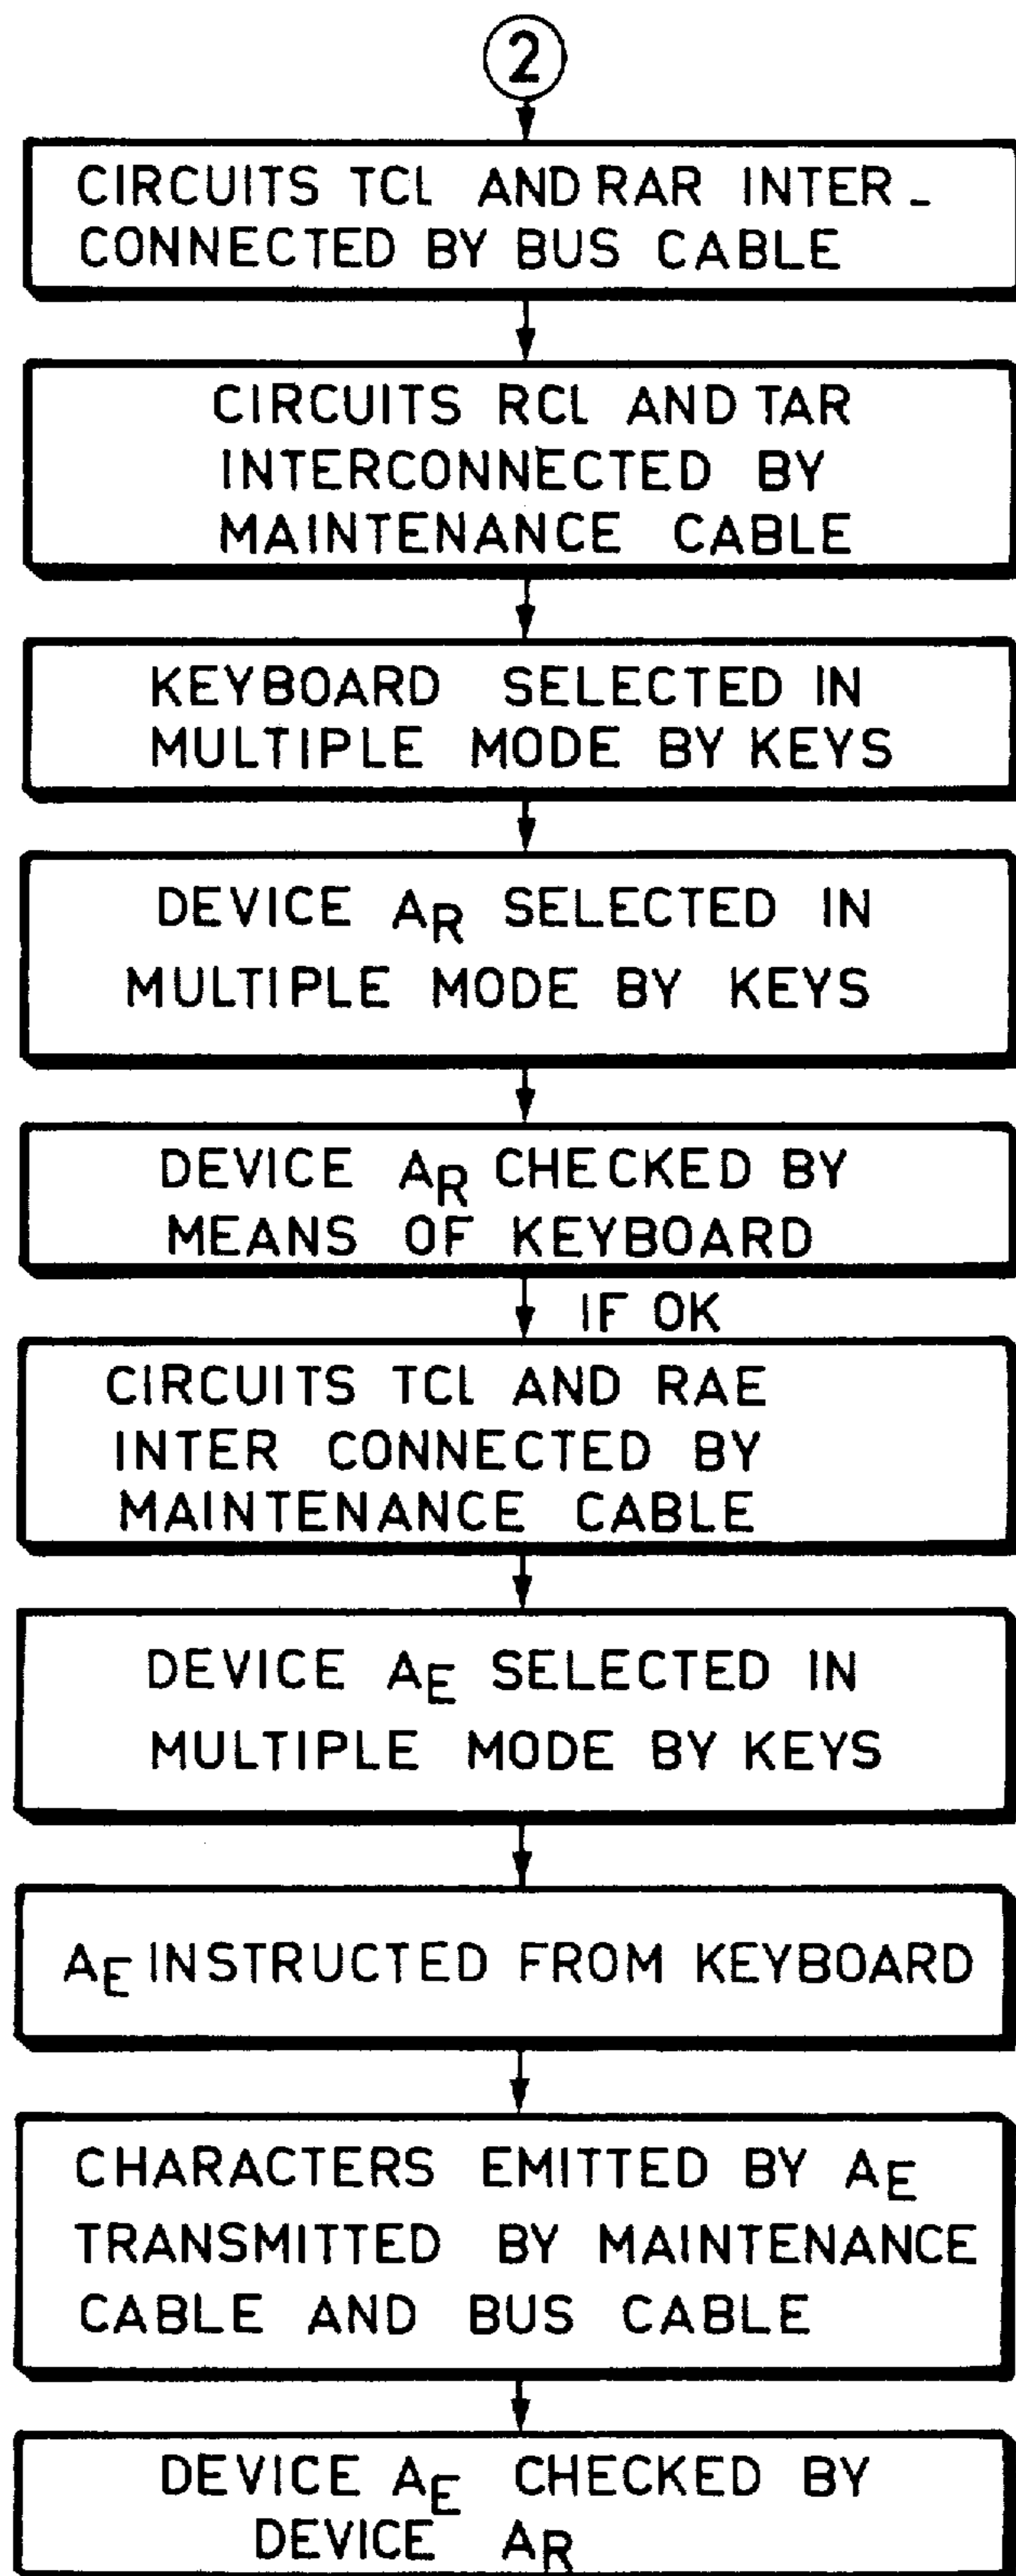 2
CIRCUITS TCL AND RAR INTER-
CONNECTED BY BUS CABLE
CIRCUITS RCL AND TAR
INTERCONNECTED BY
MAINTENANCE CABLE
KEYBOARD SELECTED IN
MULTIPLE MODE BY KEYS
DEVICE AR SELECTED IN
MULTIPLE MODE BY KEYS
DEVICE AR CHECKED BY
MEANS OF KEYBOARD
IF OK
CIRCUITS TCL AND RAE
INTER CONNECTED BY
MAINTENANCE CABLE
DEVICE AE SELECTED IN
MULTIPLE MODE BY KEYS
AE INSTRUCTED FROM KEYBOARD
CHARACTERS EMITTED BY AE
TRANSMITTED BY MAINTENANCE
CABLE AND BUS CABLE
DEVICE AE CHECKED BY
DEVICE AR